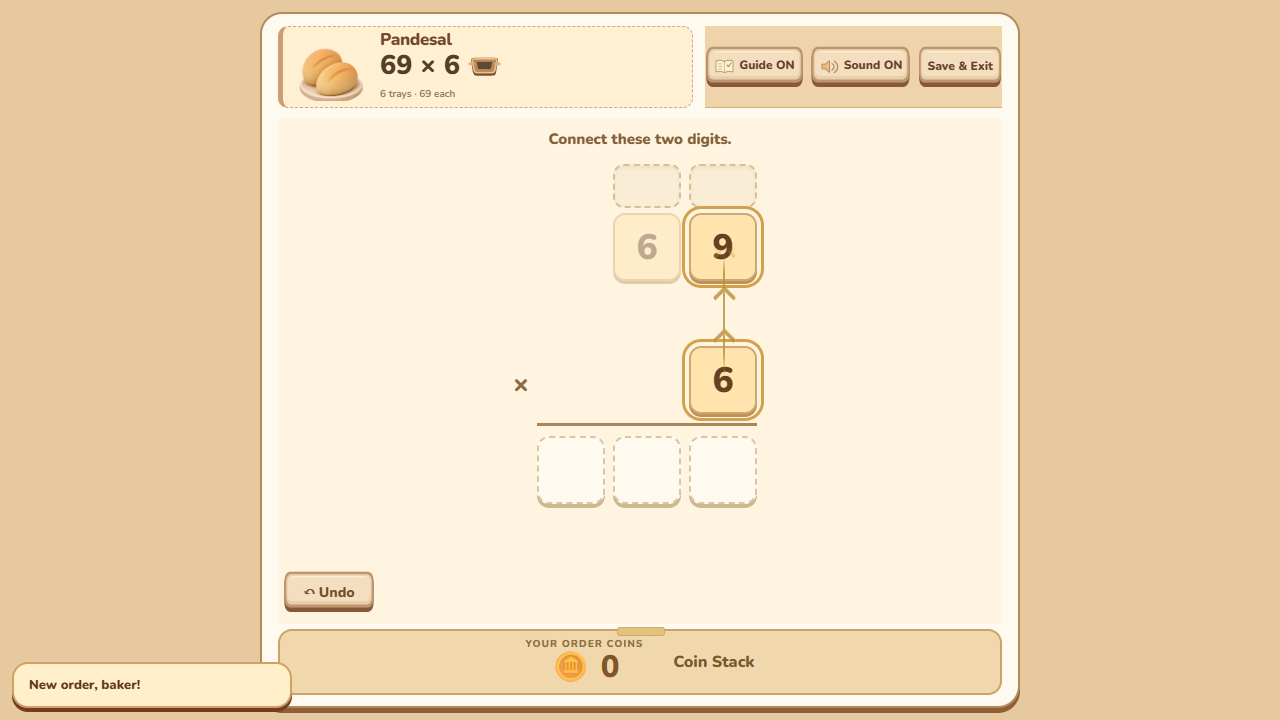 Pandesal
69 × 6
6 trays · 69 each
Guide ON
Sound ON
Save & Exit
Connect these two digits.
6 9
× 6
Undo
YOUR ORDER COINS
0
Coin Stack
New order, baker!